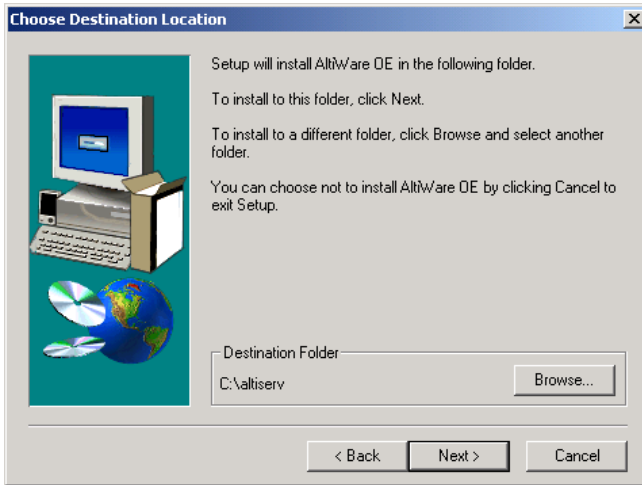 Choose Destination Location
Setup will install AltiWare OE in the following folder.
To install to this folder, click Next.
To install to a different folder, click Browse and select another
folder.
You can choose not to install AltiWare OE by clicking Cancel to
exit Setup.
Destination Folder
C:\altiserv
Browse...
< Back
Next >
Cancel